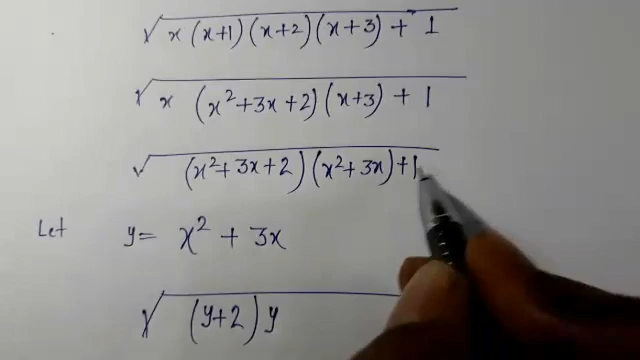 √x(x+1)(x+2)(x+3) + 1
√x (x²+3x+2)(x+3) + 1
√(x²+3x+2)(x²+3x)+1
Let y= x² + 3x
√(y+2)y